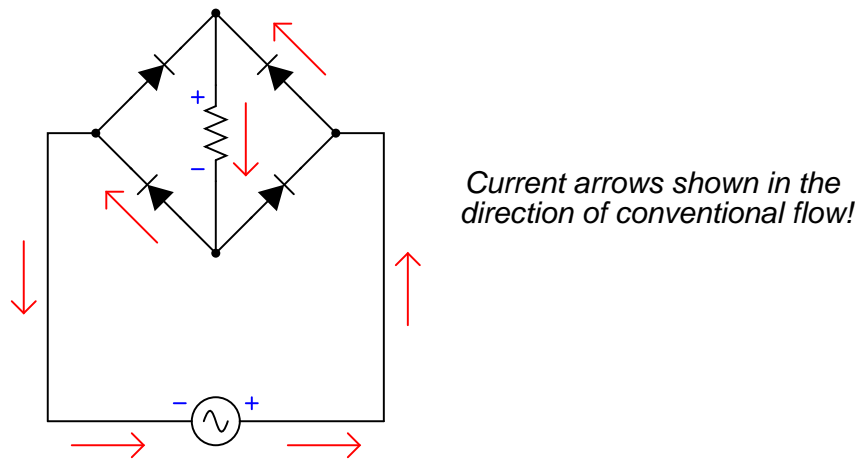 +
−
Current arrows shown in the
direction of conventional flow!
− +